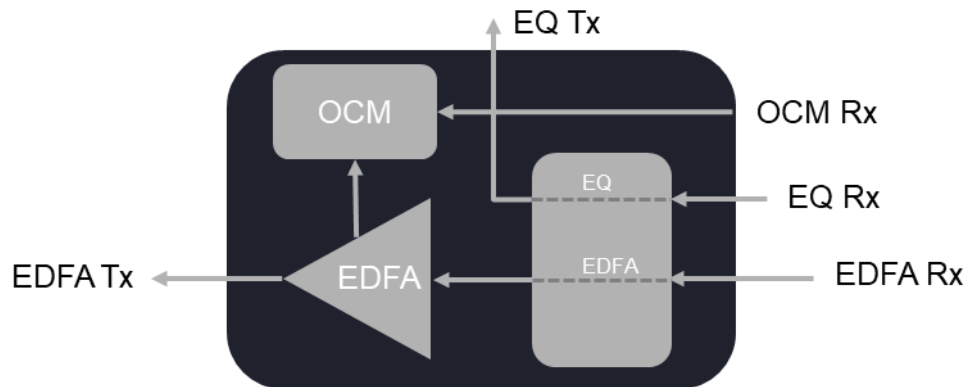 EQ Tx
OCM
OCM Rx
EQ
EQ Rx
EDFA Tx
EDFA
EDFA
EDFA Rx